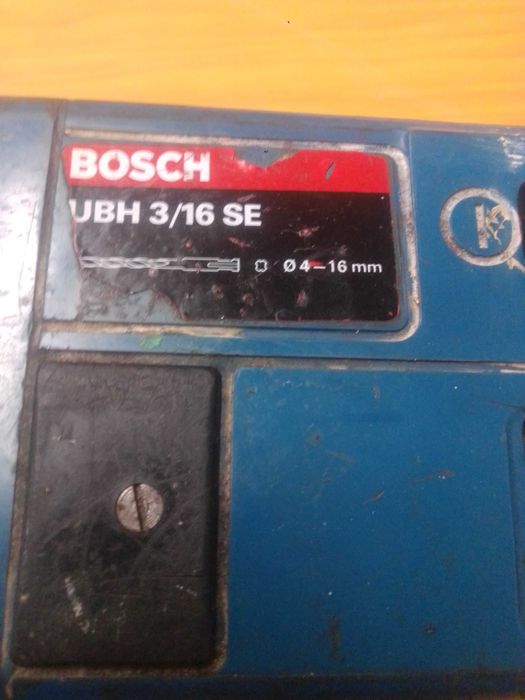 BOSCH
UBH 3/16 SE
Ø 4 – 16 mm